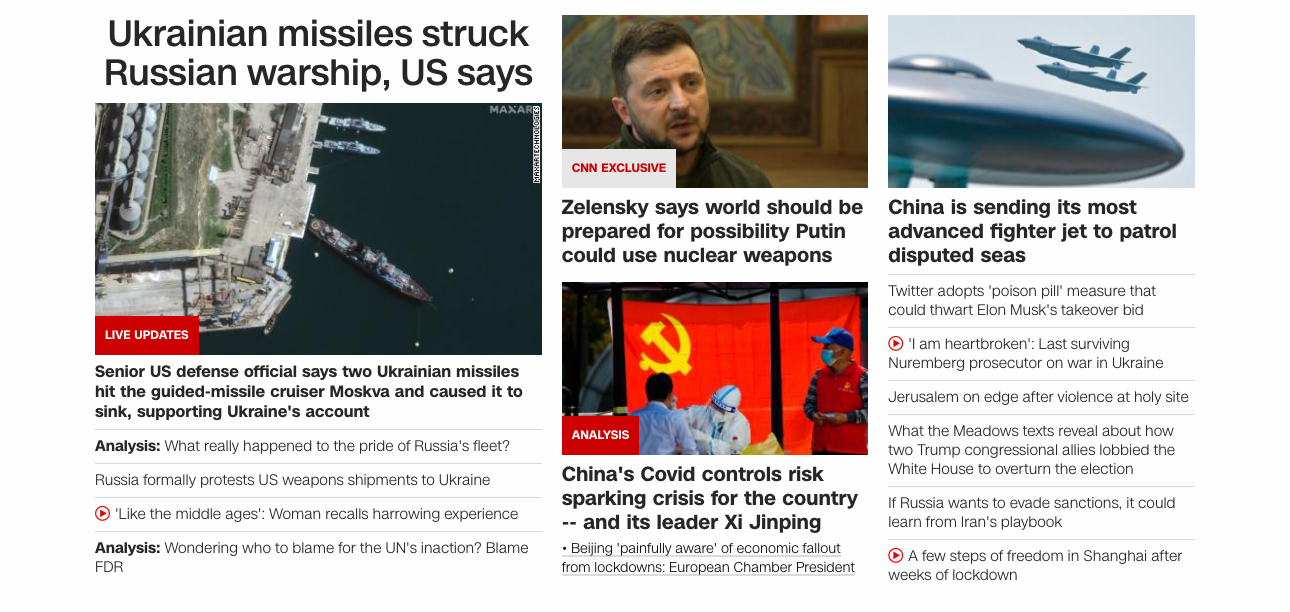 Ukrainian missiles struck
Russian warship, US says
MAXAR
MAXAR TECHNOLOGIES
LIVE UPDATES
Senior US defense official says two Ukrainian missiles
hit the guided-missile cruiser Moskva and caused it to
sink, supporting Ukraine's account
Analysis: What really happened to the pride of Russia's fleet?
Russia formally protests US weapons shipments to Ukraine
'Like the middle ages': Woman recalls harrowing experience
Analysis: Wondering who to blame for the UN's inaction? Blame
FDR
CNN EXCLUSIVE
Zelensky says world should be
prepared for possibility Putin
could use nuclear weapons
ANALYSIS
China's Covid controls risk
sparking crisis for the country
-- and its leader Xi Jinping
• Beijing 'painfully aware' of economic fallout
from lockdowns: European Chamber President
China is sending its most
advanced fighter jet to patrol
disputed seas
Twitter adopts 'poison pill' measure that
could thwart Elon Musk's takeover bid
'I am heartbroken': Last surviving
Nuremberg prosecutor on war in Ukraine
Jerusalem on edge after violence at holy site
What the Meadows texts reveal about how
two Trump congressional allies lobbied the
White House to overturn the election
If Russia wants to evade sanctions, it could
learn from Iran's playbook
A few steps of freedom in Shanghai after
weeks of lockdown